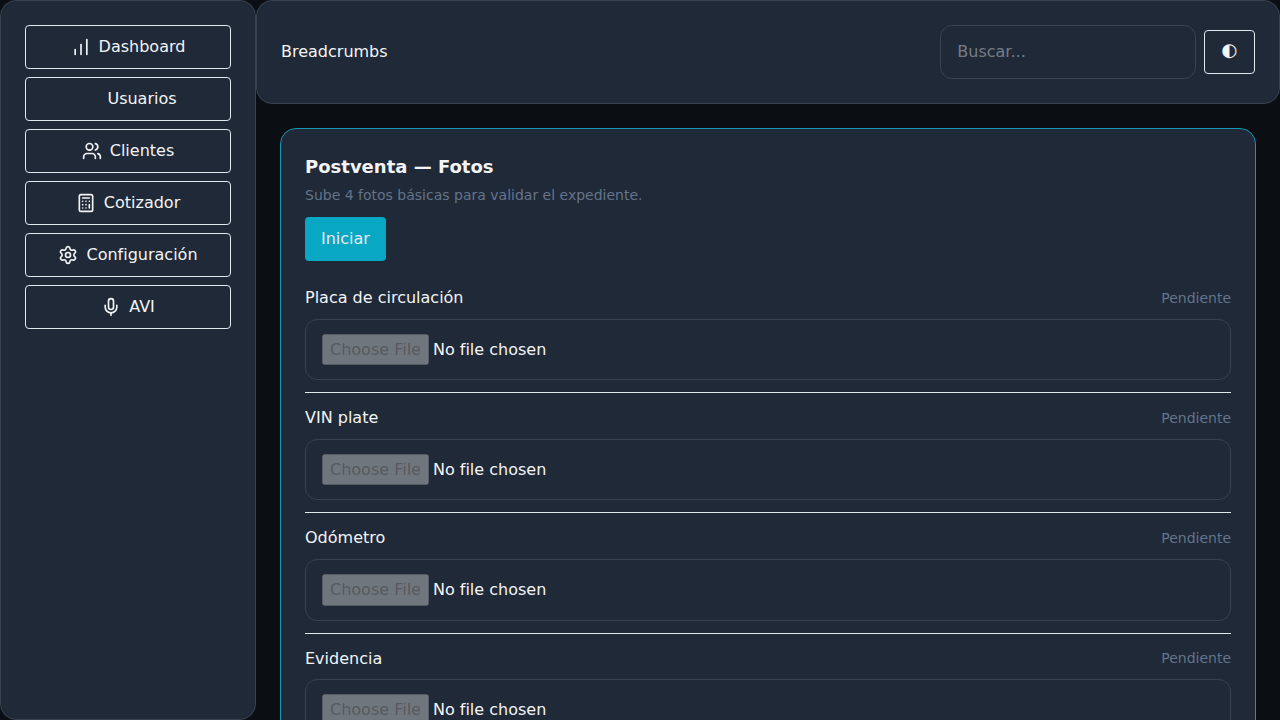 Dashboard
Usuarios
Clientes
Cotizador
Configuración
AVI
Breadcrumbs
Buscar...
Postventa — Fotos
Sube 4 fotos básicas para validar el expediente.
Iniciar
Placa de circulación
Pendiente
Choose File No file chosen
VIN plate
Pendiente
Choose File No file chosen
Odómetro
Pendiente
Choose File No file chosen
Evidencia
Pendiente
Choose File No file chosen